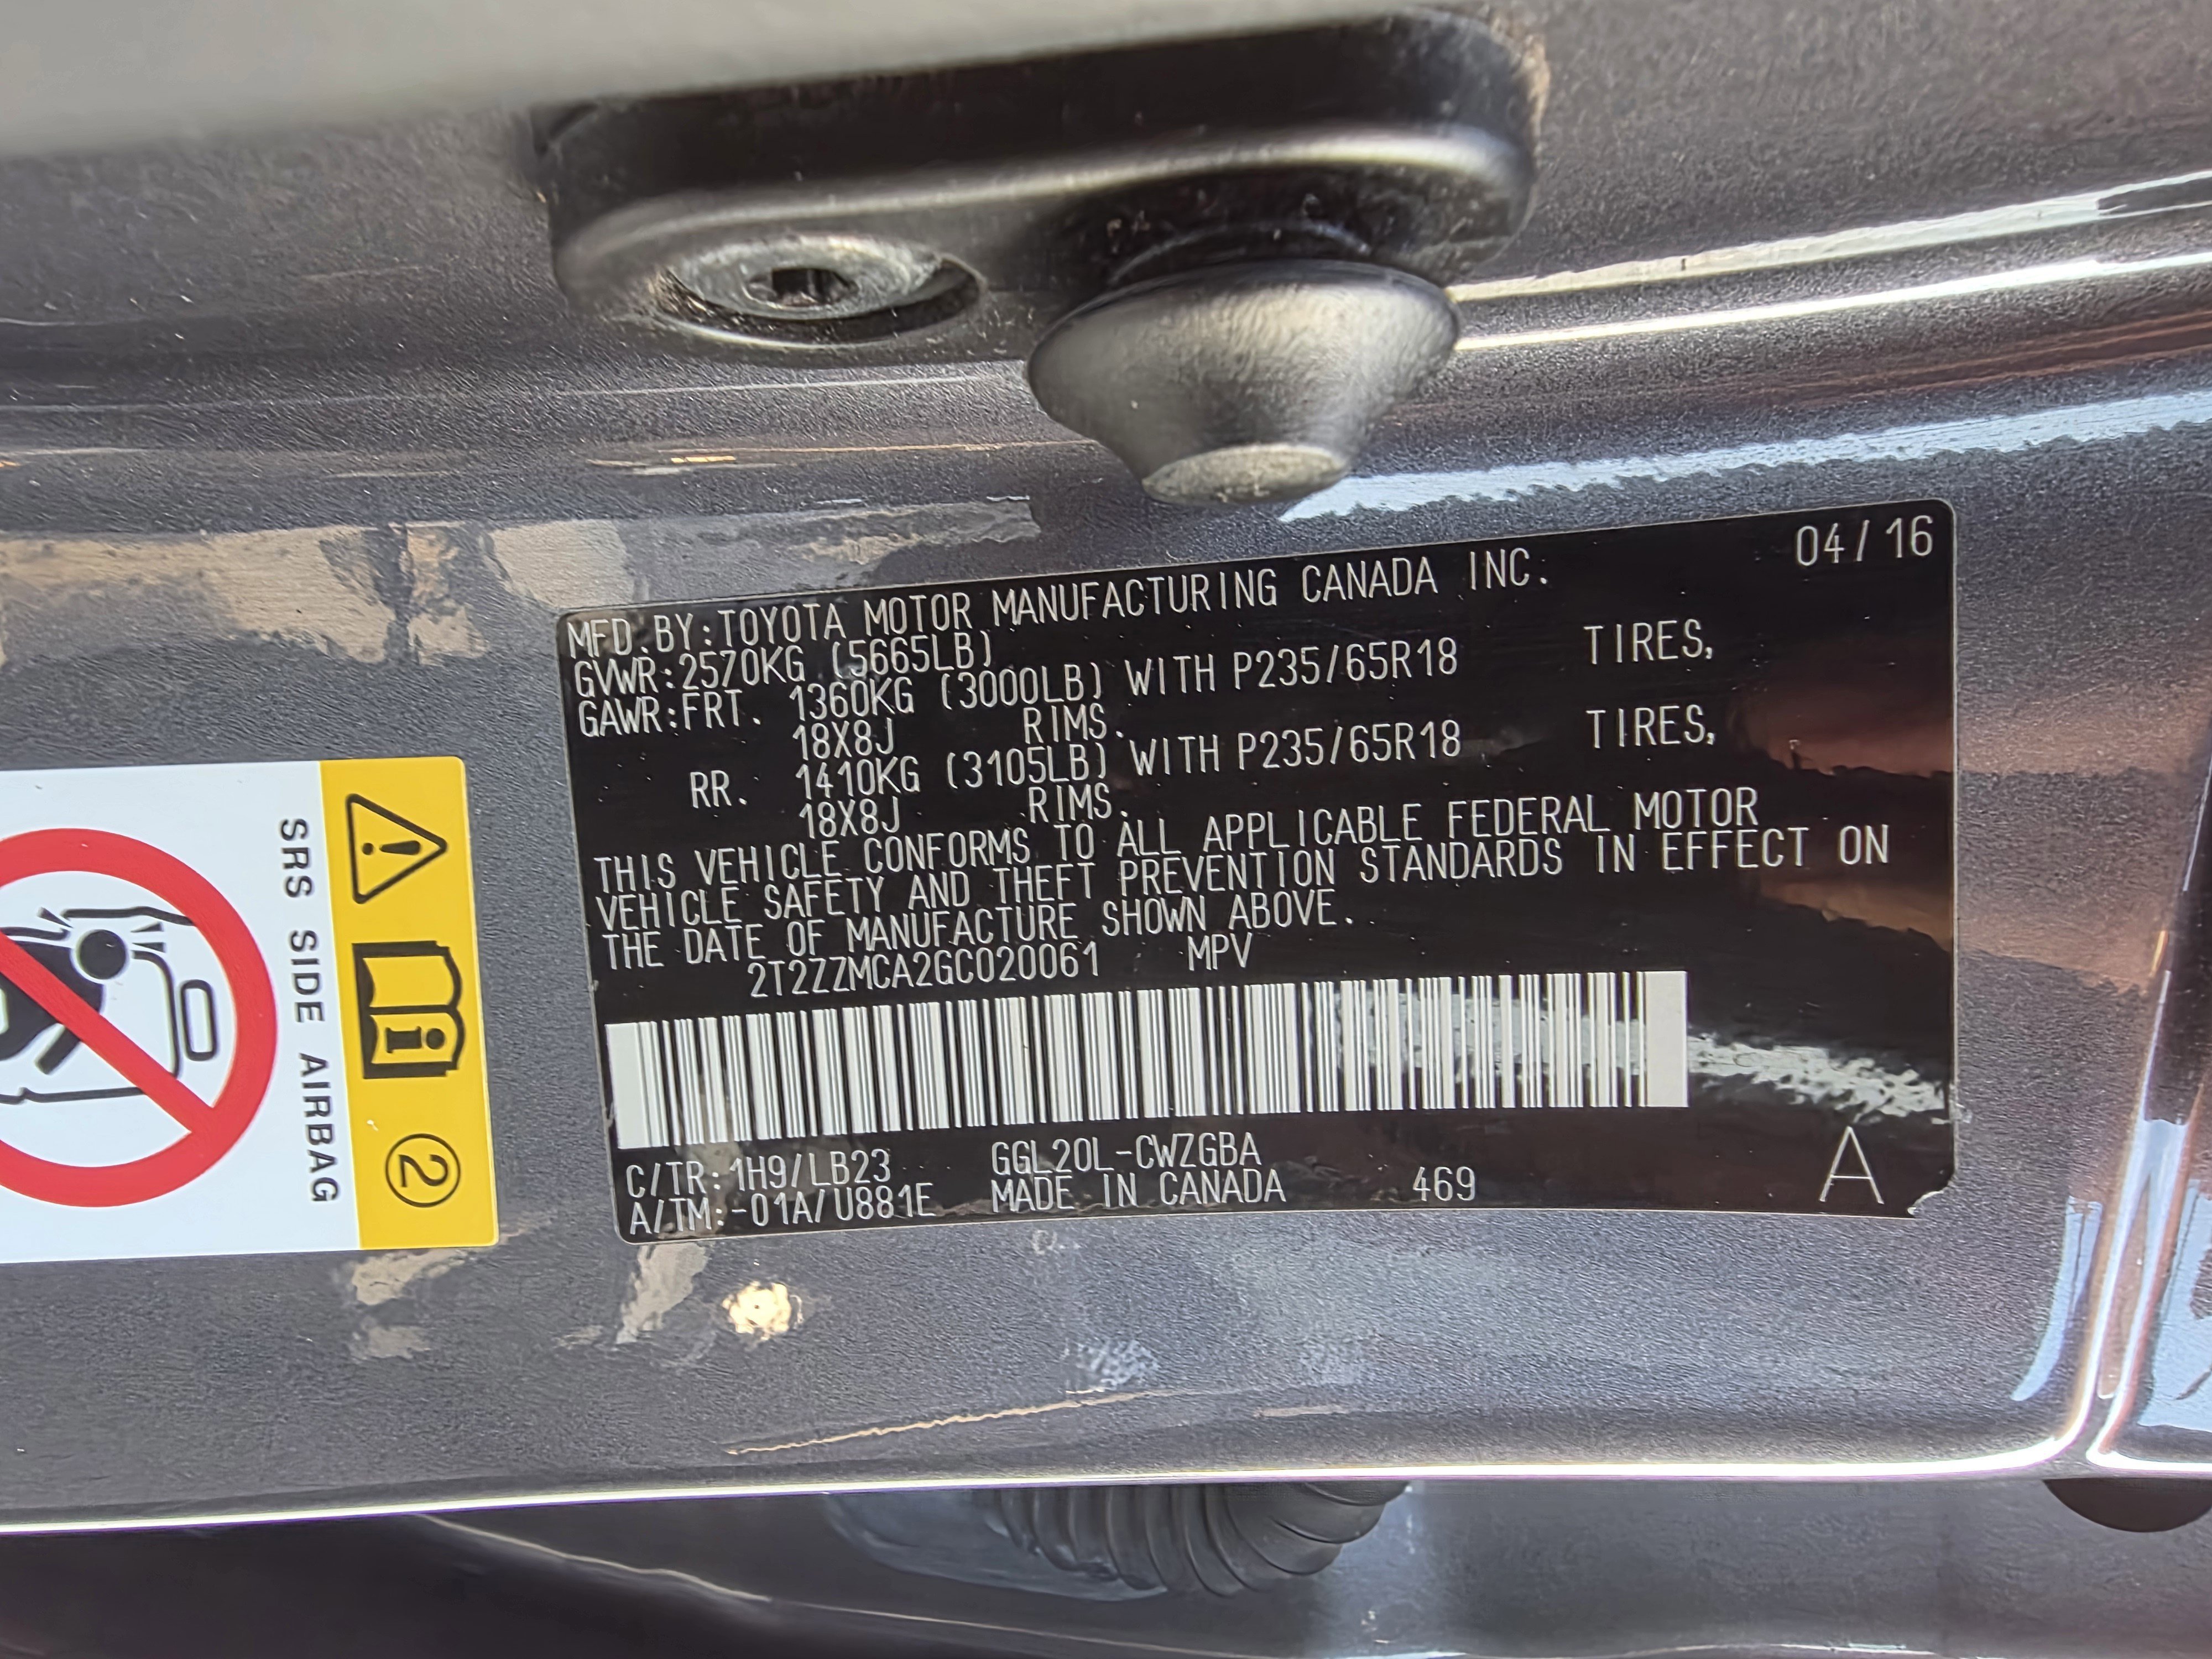 04/16
MFD.BY:TOYOTA MOTOR MANUFACTURING CANADA INC.
GVWR:2570KG (5665LB)
GAWR:FRT. 1360KG (3000LB) WITH P235/65R18 TIRES,
18X8J RIMS.
RR. 1410KG (3105LB) WITH P235/65R18 TIRES,
18X8J RIMS.
THIS VEHICLE CONFORMS TO ALL APPLICABLE FEDERAL MOTOR
VEHICLE SAFETY AND THEFT PREVENTION STANDARDS IN EFFECT ON
THE DATE OF MANUFACTURE SHOWN ABOVE.
2T2ZZMCA2GC020061 MPV
C/TR:1H9/LB23 GGL20L-CWZGBA
A/TM:-01A/U881E MADE IN CANADA 469
A
SRS SIDE AIRBAG
2